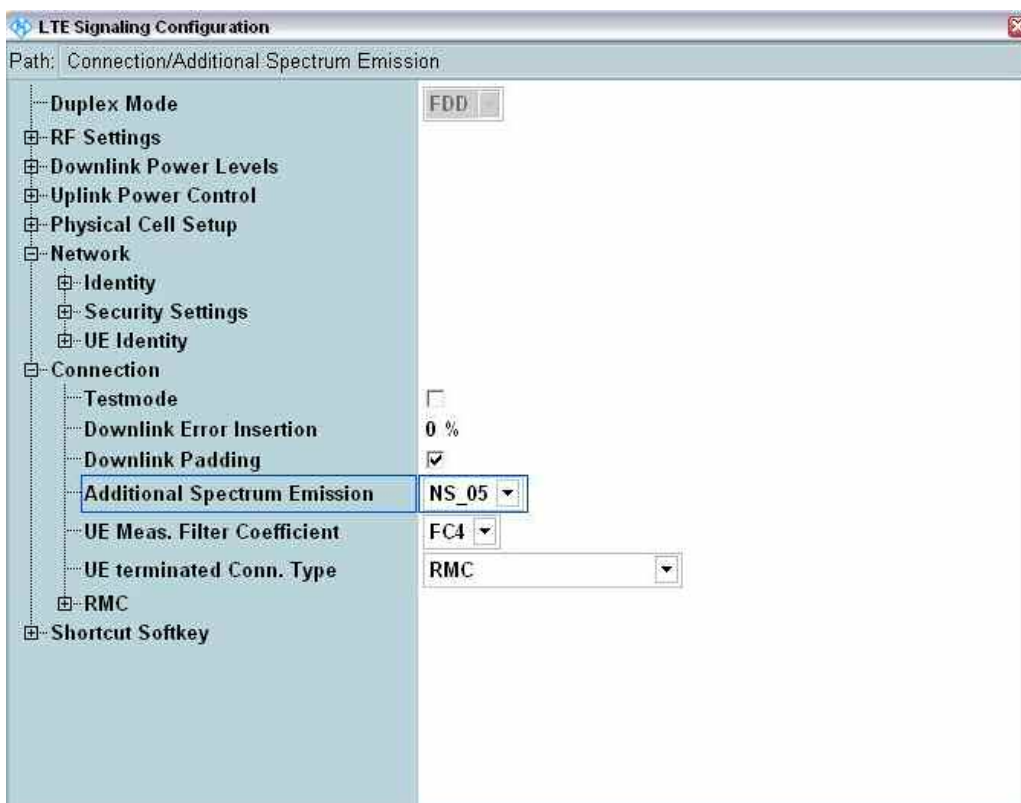 LTE Signaling Configuration
Path: Connection/Additional Spectrum Emission
Duplex Mode FDD
RF Settings
Downlink Power Levels
Uplink Power Control
Physical Cell Setup
Network
Identity
Security Settings
UE Identity
Connection
Testmode
Downlink Error Insertion 0 %
Downlink Padding
Additional Spectrum Emission NS_05
UE Meas. Filter Coefficient FC4
UE terminated Conn. Type RMC
RMC
Shortcut Softkey